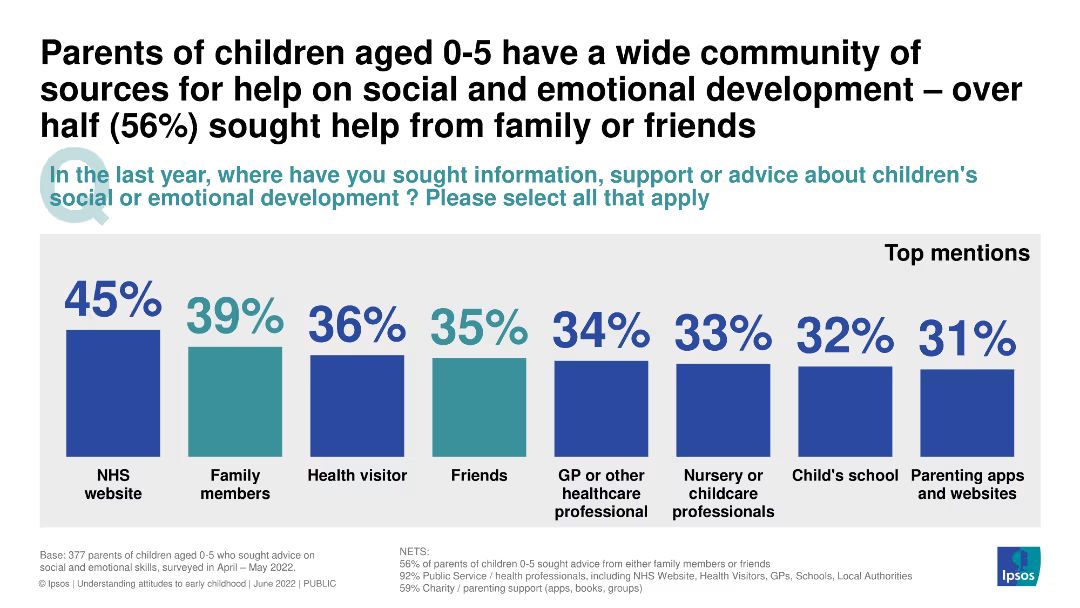 Parents of children aged 0-5 have a wide community of
sources for help on social and emotional development – over
half (56%) sought help from family or friends
Q
In the last year, where have you sought information, support or advice about children's
social or emotional development ? Please select all that apply
Top mentions
45% 39% 36% 35% 34% 33% 32% 31%
NHS
website
Family
members
Health visitor
Friends
GP or other
healthcare
professional
Nursery or
childcare
professionals
Child's school
Parenting apps
and websites
Base: 377 parents of children aged 0-5 who sought advice on
social and emotional skills, surveyed in April – May 2022.
© Ipsos | Understanding attitudes to early childhood | June 2022 | PUBLIC
NETS:
56% of parents of children 0-5 sought advice from either family members or friends
92% Public Service / health professionals, including NHS Website, Health Visitors, GPs, Schools, Local Authorities
59% Charity / parenting support (apps, books, groups)
Ipsos